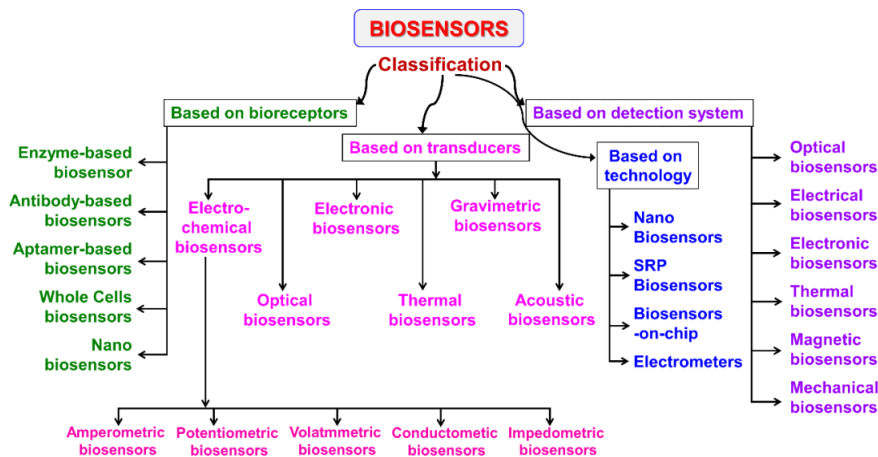 BIOSENSORS
Classification
Based on bioreceptors
Enzyme-based
biosensor
Antibody-based
biosensors
Aptamer-based
biosensors
Whole Cells
biosensors
Nano
biosensors
Based on transducers
Electro-
chemical
biosensors
Optical
biosensors
Electronic
biosensors
Thermal
biosensors
Gravimetric
biosensors
Acoustic
biosensors
Amperometric
biosensors
Potentiometric
biosensors
Volatmmetric
biosensors
Conductometic
biosensors
Impedometric
biosensors
Based on
technology
Nano
Biosensors
SRP
Biosensors
Biosensors
-on-chip
Electrometers
Based on detection system
Optical
biosensors
Electrical
biosensors
Electronic
biosensors
Thermal
biosensors
Magnetic
biosensors
Mechanical
biosensors